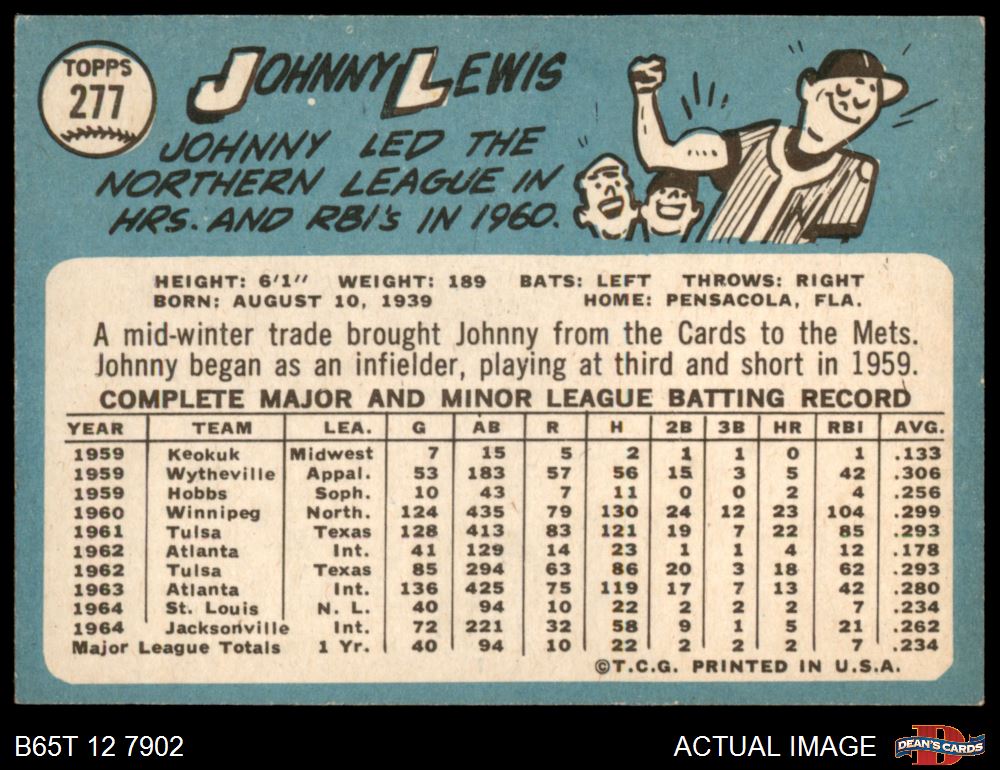 TOPPS
277
JOHNNY LEWIS
JOHNNY LED THE
NORTHERN LEAGUE IN
HRS. AND RBI's IN 1960.
HEIGHT: 6'1" WEIGHT: 189 BATS: LEFT THROWS: RIGHT
BORN: AUGUST 10, 1939 HOME: PENSACOLA, FLA.
A mid-winter trade brought Johnny from the Cards to the Mets.
Johnny began as an infielder, playing at third and short in 1959.
COMPLETE MAJOR AND MINOR LEAGUE BATTING RECORD
YEAR TEAM LEA. G AB R H 2B 3B HR RBI AVG.
1959 Keokuk Midwest 7 15 5 2 1 1 0 1 .133
1959 Wytheville Appal. 53 183 57 56 15 3 5 42 .306
1959 Hobbs Soph. 10 43 7 11 0 0 2 4 .256
1960 Winnipeg North. 124 435 79 130 24 12 23 104 .299
1961 Tulsa Texas 128 413 83 121 19 7 22 85 .293
1962 Atlanta Int. 41 129 14 23 1 1 4 12 .178
1962 Tulsa Texas 85 294 63 86 20 3 18 62 .293
1963 Atlanta Int. 136 425 75 119 17 7 13 42 .280
1964 St. Louis N. L. 40 94 10 22 2 2 2 7 .234
1964 Jacksonville Int. 72 221 32 58 9 1 5 21 .262
Major League Totals 1 Yr. 40 94 10 22 2 2 2 7 .234
©T.C.G. PRINTED IN U.S.A.
B65T 12 7902 ACTUAL IMAGE DEAN'S CARDS